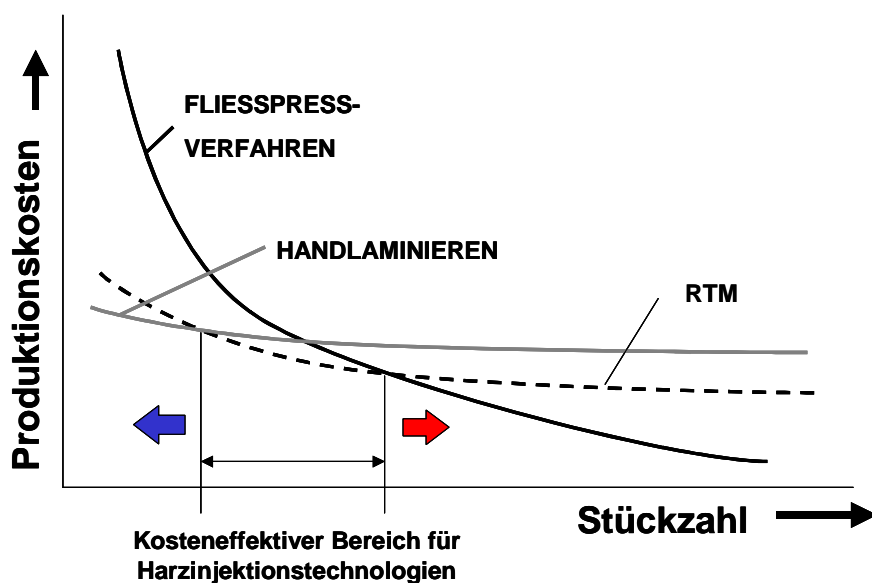 FLIESSPRESS-
VERFAHREN
HANDLAMINIEREN
RTM
Produktionskosten
Stückzahl
Kosteneffektiver Bereich für
Harzinjektionstechnologien